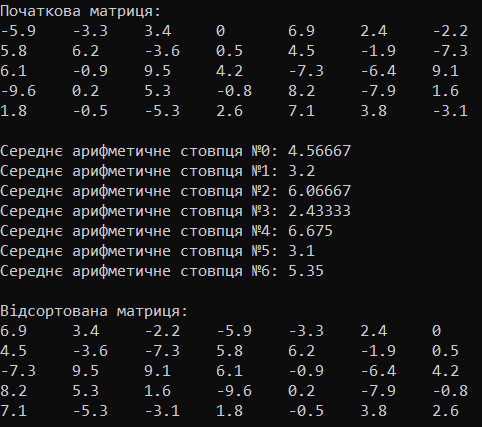 Початкова матриця:
-5.9 -3.3 3.4 0 6.9 2.4 -2.2
5.8 6.2 -3.6 0.5 4.5 -1.9 -7.3
6.1 -0.9 9.5 4.2 -7.3 -6.4 9.1
-9.6 0.2 5.3 -0.8 8.2 -7.9 1.6
1.8 -0.5 -5.3 2.6 7.1 3.8 -3.1
Середнє арифметичне стовпця №0: 4.56667
Середнє арифметичне стовпця №1: 3.2
Середнє арифметичне стовпця №2: 6.06667
Середнє арифметичне стовпця №3: 2.43333
Середнє арифметичне стовпця №4: 6.675
Середнє арифметичне стовпця №5: 3.1
Середнє арифметичне стовпця №6: 5.35
Відсортована матриця:
6.9 3.4 -2.2 -5.9 -3.3 2.4 0
4.5 -3.6 -7.3 5.8 6.2 -1.9 0.5
-7.3 9.5 9.1 6.1 -0.9 -6.4 4.2
8.2 5.3 1.6 -9.6 0.2 -7.9 -0.8
7.1 -5.3 -3.1 1.8 -0.5 3.8 2.6